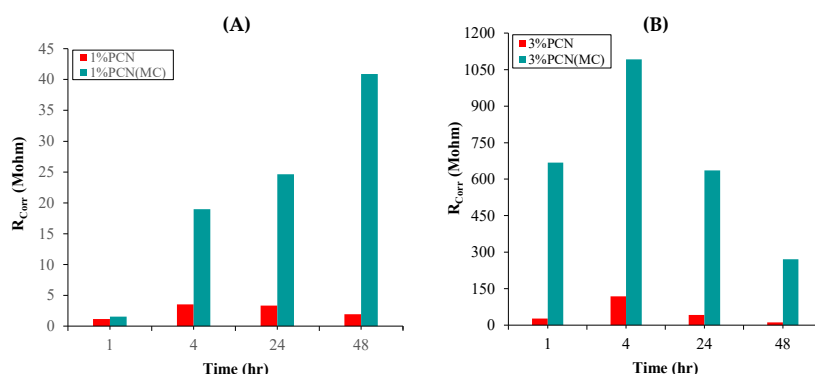 (A)
1%PCN
1%PCN(MC)
45
40
35
30
25
20
15
10
5
0
R_Corr (Mohm)
1 4 24 48
Time (hr)
(B)
3%PCN
3%PCN(MC)
1200
1050
900
750
600
450
300
150
0
R_Corr (Mohm)
1 4 24 48
Time (hr)